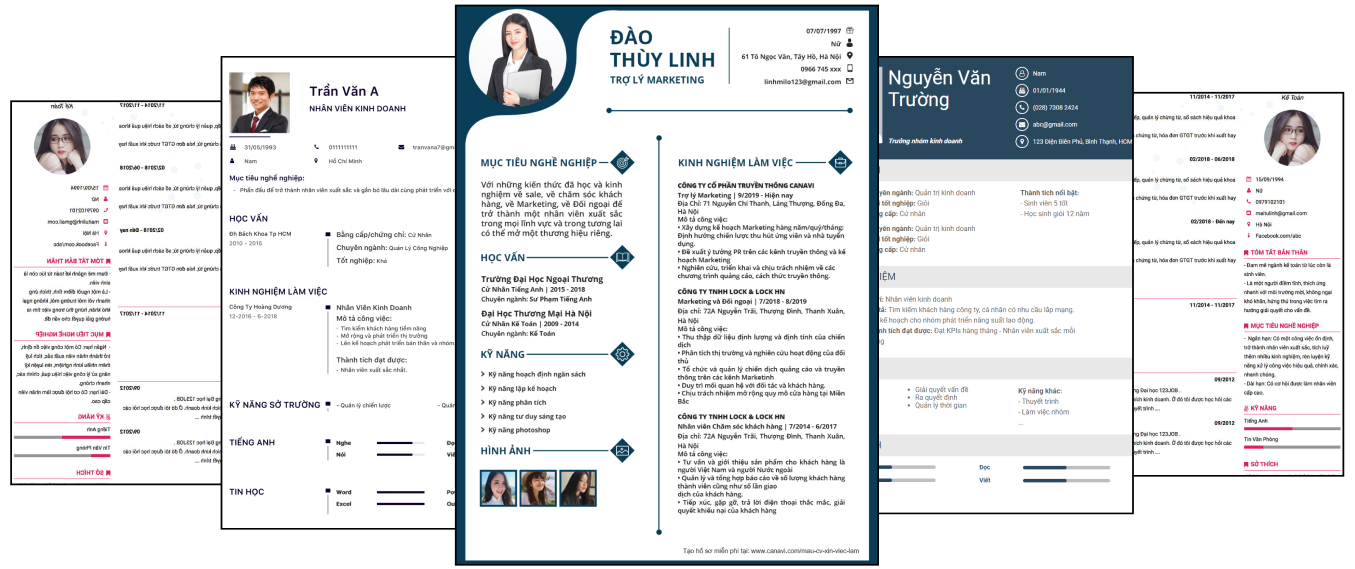 Kế Toán
11/2014 - 11/2017
02/2018 - 06/2018
02/2018 - Đến nay
15/09/1994
Nữ
0979102101
maitulinh@gmail.com
Hà Nội
Facebook.com/abc
TÓM TẮT BẢN THÂN
MỤC TIÊU NGHỀ NGHIỆP
11/2014 - 11/2017
09/2012
09/2012
KỸ NĂNG
Tiếng Anh
Tin Văn Phòng
SỞ THÍCH
Trần Văn A
NHÂN VIÊN KINH DOANH
31/05/1993
0111111111
tranvana7@gm
Nam
Hồ Chí Minh
Mục tiêu nghề nghiệp:
- Phấn đấu để trở thành nhân viên xuất sắc và gắn bó lâu dài cùng phát triển với c
HỌC VẤN
Đh Bách Khoa Tp HCM
2010 - 2016
Bằng cấp/chứng chỉ: Cử Nhân
Chuyên ngành: Quản Lý Công Nghiệp
Tốt nghiệp: Khá
KINH NGHIỆM LÀM VIỆC
Công Ty Hoàng Dương
12-2016 - 6-2018
Nhân Viên Kinh Doanh
Mô tả công việc:
- Tìm kiếm khách hàng tiềm năng
- Mở rộng và phát triển thị trường
- Lên kế hoạch phát triển bản thân và nhóm
Thành tích đạt được:
- Nhân viên xuất sắc nhất.
KỸ NĂNG SỞ TRƯỜNG
- Quản lý chiến lược
- Quản
TIẾNG ANH
Nghe
Đọ
Nói
Viế
TIN HỌC
Word
Pow
Excel
Ou
ĐÀO
THÙY LINH
TRỢ LÝ MARKETING
07/07/1997
Nữ
61 Tô Ngọc Vân, Tây Hồ, Hà Nội
0966 745 xxx
linhmilo123@gmail.com
MỤC TIÊU NGHỀ NGHIỆP
Với những kiến thức đã học và kinh
nghiệm về sale, về chăm sóc khách
hàng, về Marketing, về Đối ngoại để
trở thành một nhân viên xuất sắc
trong mọi lĩnh vực và trong tương lai
có thể mở một thương hiệu riêng.
HỌC VẤN
Trường Đại Học Ngoại Thương
Cử Nhân Tiếng Anh | 2015 - 2018
Chuyên ngành: Sư Phạm Tiếng Anh
Đại Học Thương Mại Hà Nội
Cử Nhân Kế Toán | 2009 - 2014
Chuyên ngành: Kế Toán
KỸ NĂNG
Kỹ năng hoạch định ngân sách
Kỹ năng lập kế hoạch
Kỹ năng phân tích
Kỹ năng tư duy sáng tạo
Kỹ năng photoshop
HÌNH ẢNH
KINH NGHIỆM LÀM VIỆC
CÔNG TY CỔ PHẦN TRUYỀN THÔNG CANAVI
Trợ lý Marketing | 9/2019 - Hiện nay
Địa Chỉ: 71 Nguyễn Chí Thanh, Láng Thượng, Đống Đa,
Hà Nội
Mô tả công việc:
• Xây dựng kế hoạch Marketing hàng năm/quý/tháng:
Định hướng chiến lược thu hút ứng viên và nhà tuyển
dụng.
• Đề xuất ý tưởng PR trên các kênh truyền thông và kế
hoạch Marketing
• Nghiên cứu, triển khai và chịu trách nhiệm về các
chương trình quảng cáo, cách thức truyền thông.
CÔNG TY TNHH LOCK & LOCK HN
Marketing và Đối ngoại | 7/2018 - 8/2019
Địa chỉ: 72A Nguyễn Trãi, Thượng Đình, Thanh Xuân,
Hà Nội
Mô tả công việc:
• Thu thập dữ liệu định lượng và định tính của chiến
dịch
• Phân tích thị trường và nghiên cứu hoạt động của đối
thủ
• Tổ chức và quản lý chiến dịch quảng cáo và truyền
thông trên các kênh Marketinh
• Duy trì mối quan hệ với đối tác và khách hàng.
• Chịu trách nhiệm mở rộng quy mô cửa hàng tại Miền
Bắc
CÔNG TY TNHH LOCK & LOCK HN
Nhân viên Chăm sóc khách hàng | 7/2014 - 6/2017
Địa chỉ: 72A Nguyễn Trãi, Thượng Đình, Thanh Xuân,
Hà Nội
Mô tả công việc:
• Tư vấn và giới thiệu sản phẩm cho khách hàng là
người Việt Nam và người Nước ngoài
• Quản lý và tổng hợp báo cáo về số lượng khách hàng
thành viên cũng như số lần giao
dịch của khách hàng.
• Tiếp xúc, gặp gỡ, trả lời điện thoại thắc mắc, giải
quyết khiếu nại của khách hàng
Tạo hồ sơ miễn phí tại: www.canavi.com/mau-cv-xin-viec-lam
Nguyễn Văn
Trường
Trưởng nhóm kinh doanh
Nam
01/01/1944
(028) 7308 2424
abc@gmail.com
123 Điện Biên Phủ, Bình Thạnh, HCM
yên ngành: Quản trị kinh doanh
t nghiệp: Giỏi
g cấp: Cử nhân
yên ngành: Quản trị kinh doanh
t nghiệp: Giỏi
g cấp: Cử nhân
Thành tích nổi bật:
- Sinh viên 5 tốt
- Học sinh giỏi 12 năm
IỆM
í: Nhân viên kinh doanh
tả: Tìm kiếm khách hàng công ty, cá nhân có nhu cầu lắp mạng.
kế hoạch cho nhóm phát triển năng suất lao động.
nh tích đạt được: Đạt KPIs hàng tháng - Nhân viên xuất sắc mỗi
g
• Giải quyết vấn đề
• Ra quyết định
• Quản lý thời gian
Kỹ năng khác:
- Thuyết trình
- Làm việc nhóm
...
Đọc
Viết
11/2014 - 11/2017
ếp, quản lý chứng từ, sổ sách hiệu quả khoa
chứng từ, hóa đơn GTGT trước khi xuất hay
02/2018 - 06/2018
ếp, quản lý chứng từ, sổ sách hiệu quả khoa
chứng từ, hóa đơn GTGT trước khi xuất hay
02/2018 - Đến nay
ếp, quản lý chứng từ, sổ sách hiệu quả khoa
chứng từ, hóa đơn GTGT trước khi xuất hay
11/2014 - 11/2017
09/2012
ng Đại học 123JOB .
ích kinh doanh. Ở đó tôi được học hỏi các
yết trình ....
09/2012
ng Đại học 123JOB .
ích kinh doanh. Ở đó tôi được học hỏi các
yết trình ....
Kế Toán
15/09/1994
Nữ
0979102101
maitulinh@gmail.com
Hà Nội
Facebook.com/abc
TÓM TẮT BẢN THÂN
- Đam mê ngành kế toán từ lúc còn là
sinh viên.
- Là một người điềm tĩnh, thích ứng
nhanh với môi trường mới, không ngại
khó khăn, hứng thú trong việc tìm ra
hướng giải quyết cho vấn đề.
MỤC TIÊU NGHỀ NGHIỆP
- Ngắn hạn: Có một công việc ổn định,
trở thành nhân viên xuất sắc, tích luỹ
thêm nhiều kinh nghiệm, rèn luyện kỹ
năng xử lý công việc hiệu quả, chính xác,
nhanh chóng.
- Dài hạn: Có cơ hội được làm nhân viên
cấp cao.
KỸ NĂNG
Tiếng Anh
Tin Văn Phòng
SỞ THÍCH